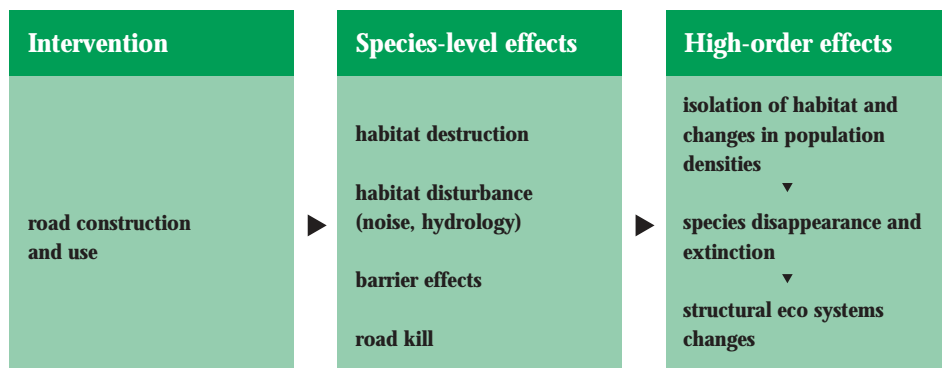 Intervention
road construction
and use
Species-level effects
habitat destruction
habitat disturbance
(noise, hydrology)
barrier effects
road kill
High-order effects
isolation of habitat and
changes in population
densities
species disappearance and
extinction
structural eco systems
changes